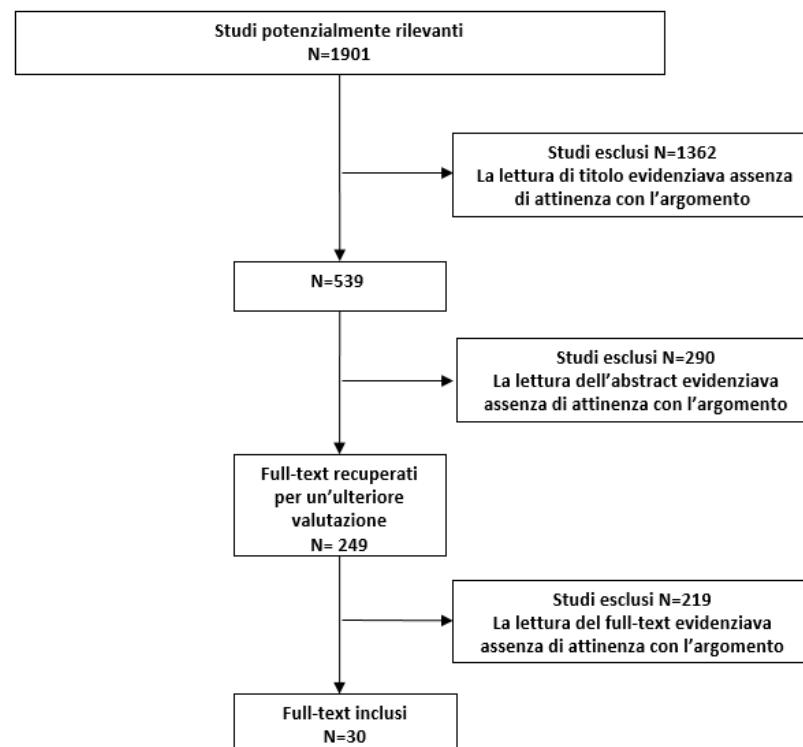 Studi potenzialmente rilevanti
N=1901
Studi esclusi N=1362
La lettura di titolo evidenziava assenza
di attinenza con l’argomento
N=539
Studi esclusi N=290
La lettura dell’abstract evidenziava
assenza di attinenza con l’argomento
Full-text recuperati
per un’ulteriore
valutazione
N= 249
Studi esclusi N=219
La lettura del full-text evidenziava
assenza di attinenza con l’argomento
Full-text inclusi
N=30